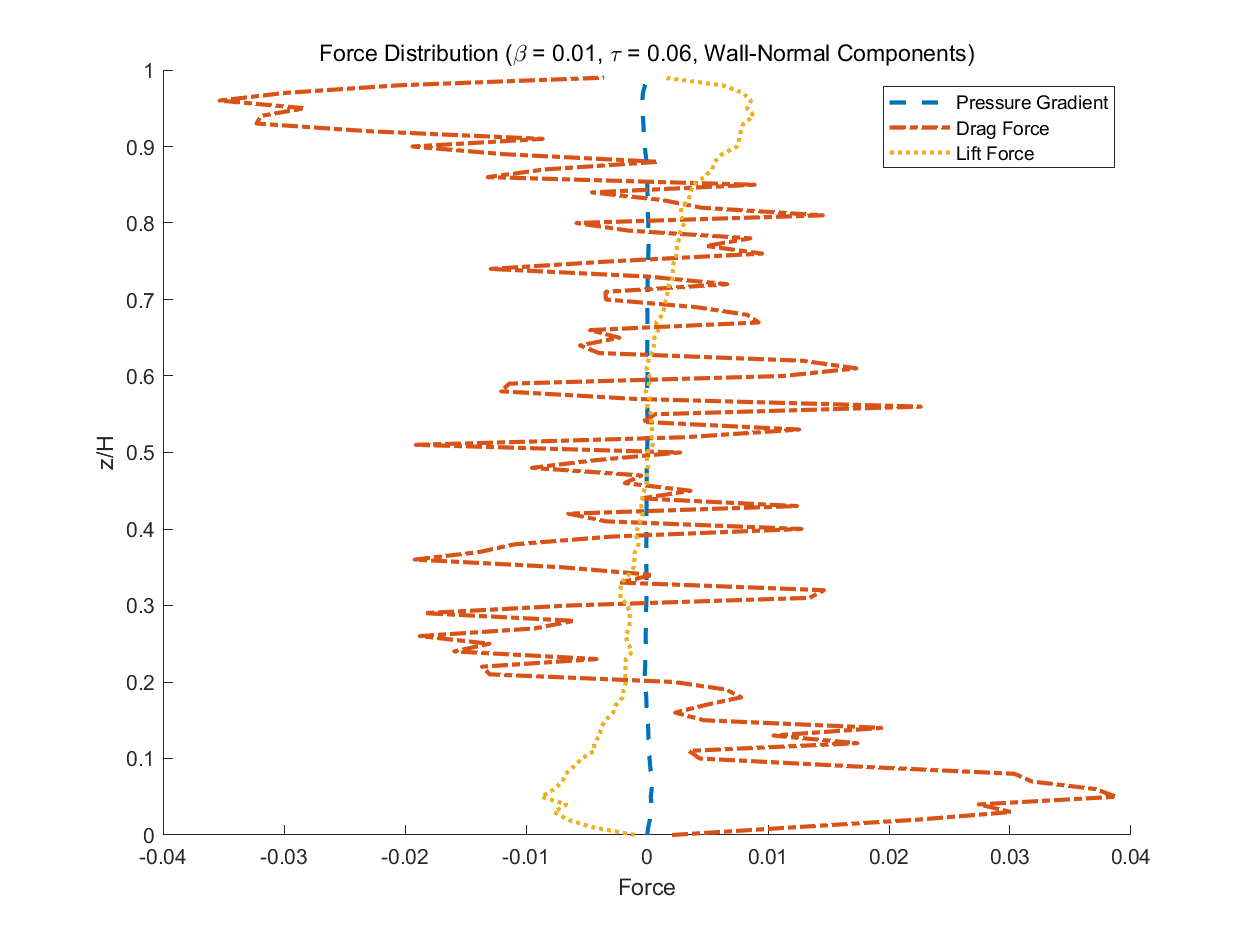 Force Distribution (β = 0.01, τ = 0.06, Wall-Normal Components)
1
0.9
0.8
0.7
0.6
0.5
0.4
0.3
0.2
0.1
0
z/H
Pressure Gradient
Drag Force
Lift Force
-0.04 -0.03 -0.02 -0.01 0 0.01 0.02 0.03 0.04
Force